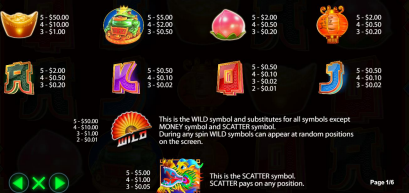 5 - $50.00
4 - $10.00
3 - $1.00
5 - $5.00
4 - $2.00
3 - $0.50
5 - $2.00
4 - $0.50
3 - $0.20
5 - $2.00
4 - $0.50
3 - $0.20
A
5 - $2.00
4 - $0.50
3 - $0.20
K
5 - $0.50
4 - $0.10
3 - $0.02
Q
5 - $0.50
4 - $0.10
3 - $0.02
2 - $0.01
J
5 - $0.50
4 - $0.10
3 - $0.02
5 - $50.00
4 - $10.00
3 - $1.00
2 - $0.01
WILD
This is the WILD symbol and substitutes for all symbols except
MONEY symbol and SCATTER symbol.
During any spin WILD symbols can appear at random positions
on the screen.
5 - $5.00
4 - $1.00
3 - $0.05
This is the SCATTER symbol.
SCATTER pays on any position.
Page 1/6